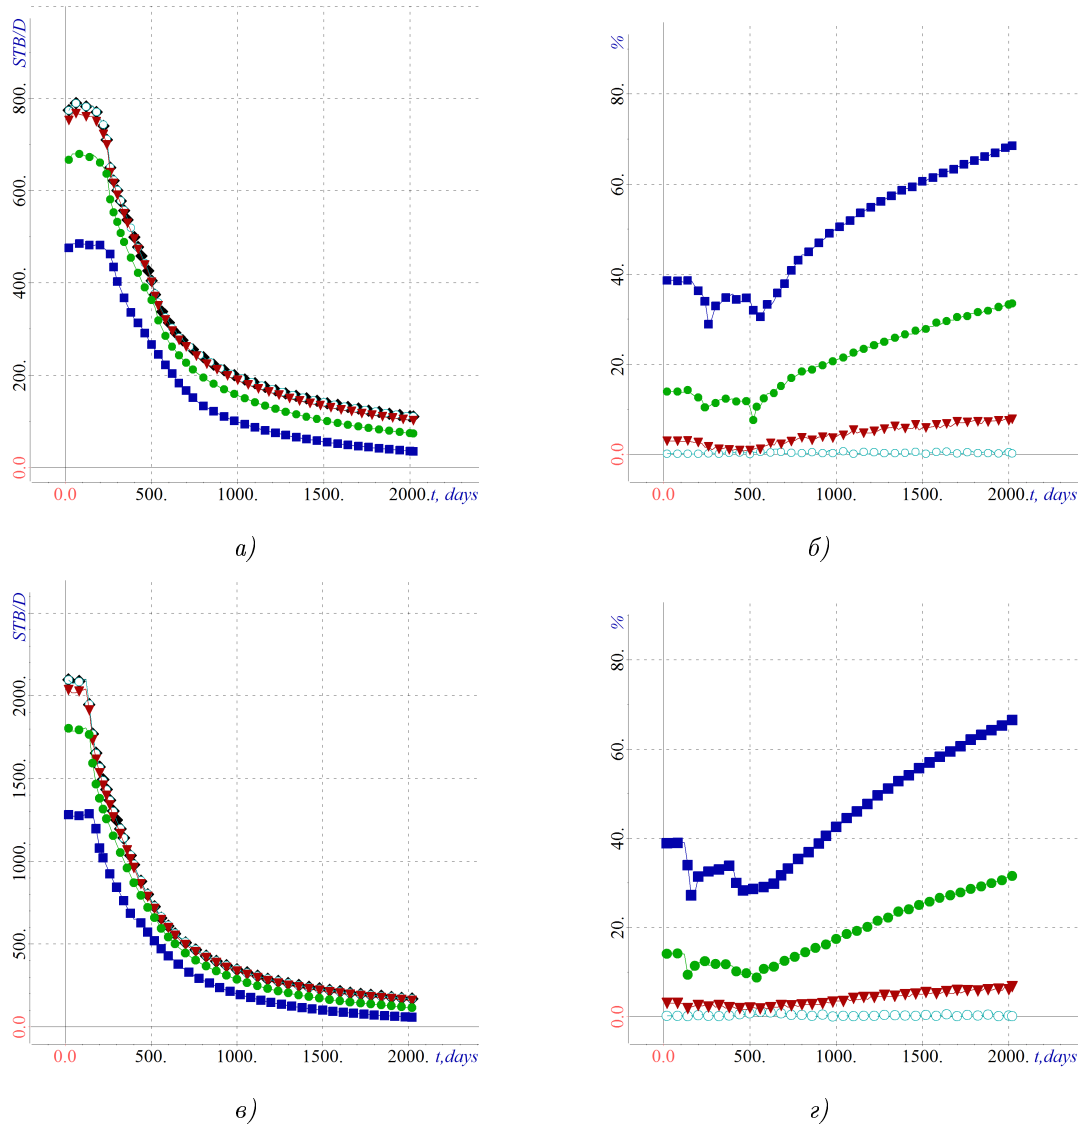 STB/D
800.
600.
400.
200.
0.0
0.0 500. 1000. 1500. 2000. t, days
а)
%
80.
60.
40.
20.
0.0
0.0 500. 1000. 1500. 2000. t, days
б)
STB/D
2000.
1500.
1000.
500.
0.0
0.0 500. 1000. 1500. 2000. t,days
в)
%
80.
60.
40.
20.
0.0
0.0 500. 1000. 1500. 2000. t,days
г)